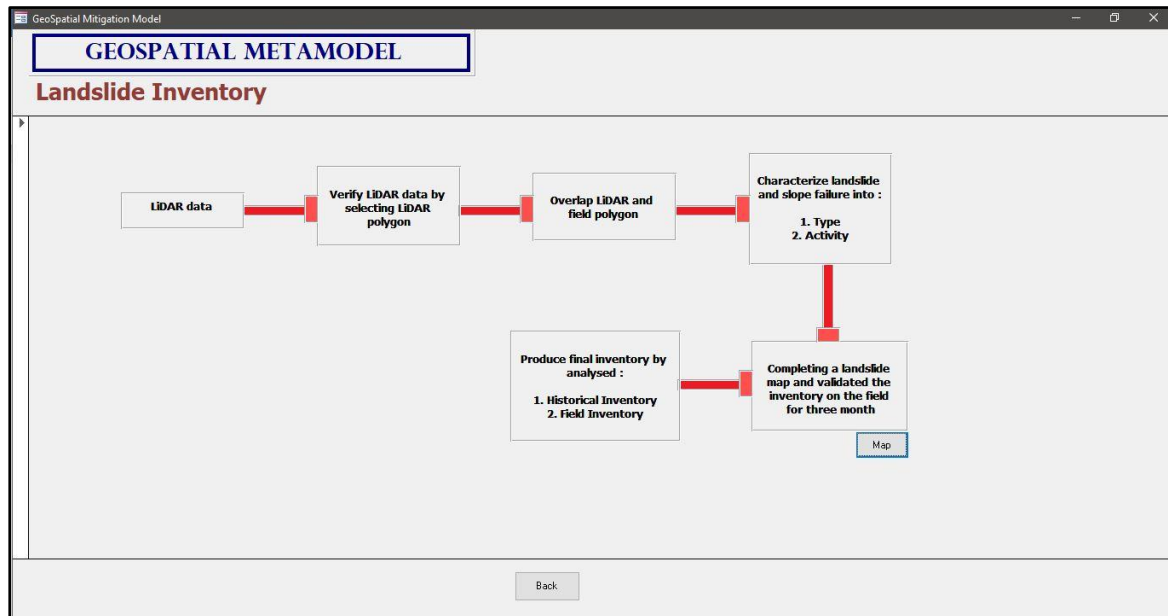 GeoSpatial Mitigation Model
GEOSPATIAL METAMODEL
Landslide Inventory
LiDAR data
Verify LiDAR data by
selecting LiDAR
polygon
Overlap LiDAR and
field polygon
Characterize landslide
and slope failure into :
1. Type
2. Activity
Produce final inventory by
analysed :
1. Historical Inventory
2. Field Inventory
Completing a landslide
map and validated the
inventory on the field
for three month
Map
Back